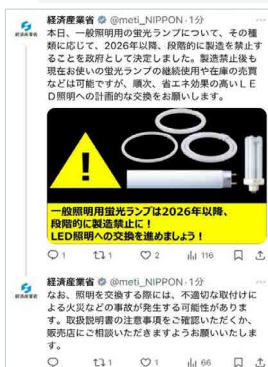 経済産業省 @meti_NIPPON・1分
本日、一般照明用の蛍光ランプについて、その種
類に応じて、2026年以降、段階的に製造を禁止す
ることを政府として決定しました。製造禁止後も
現在お使いの蛍光ランプの継続使用や在庫の売買
などは可能ですが、順次、省エネ効果の高いＬＥ
Ｄ照明への計画的な交換をお願いします。
一般照明用蛍光ランプは2026年以降、
段階的に製造禁止に！
LED照明への交換を進めましょう！
1 1 2 116
経済産業省 @meti_NIPPON・1分
なお、照明を交換する際には、不適切な取付けに
よる火災などの事故が発生する可能性がありま
す。取扱説明書の注意事項をご確認いただくか、
販売店にご相談いただきますようお願いいたしま
す。
1 1 66